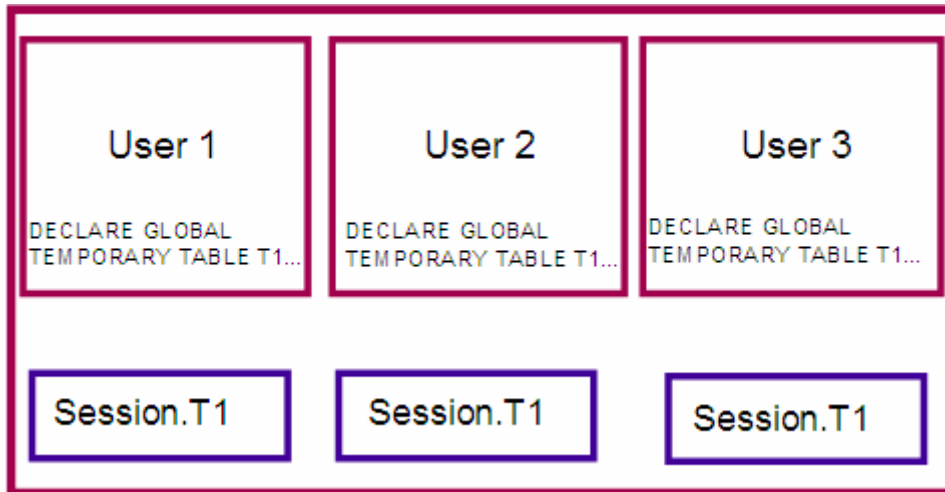 User 1
DECLARE GLOBAL
TEMPORARY TABLE T1...
User 2
DECLARE GLOBAL
TEMPORARY TABLE T1...
User 3
DECLARE GLOBAL
TEMPORARY TABLE T1...
Session.T1
Session.T1
Session.T1